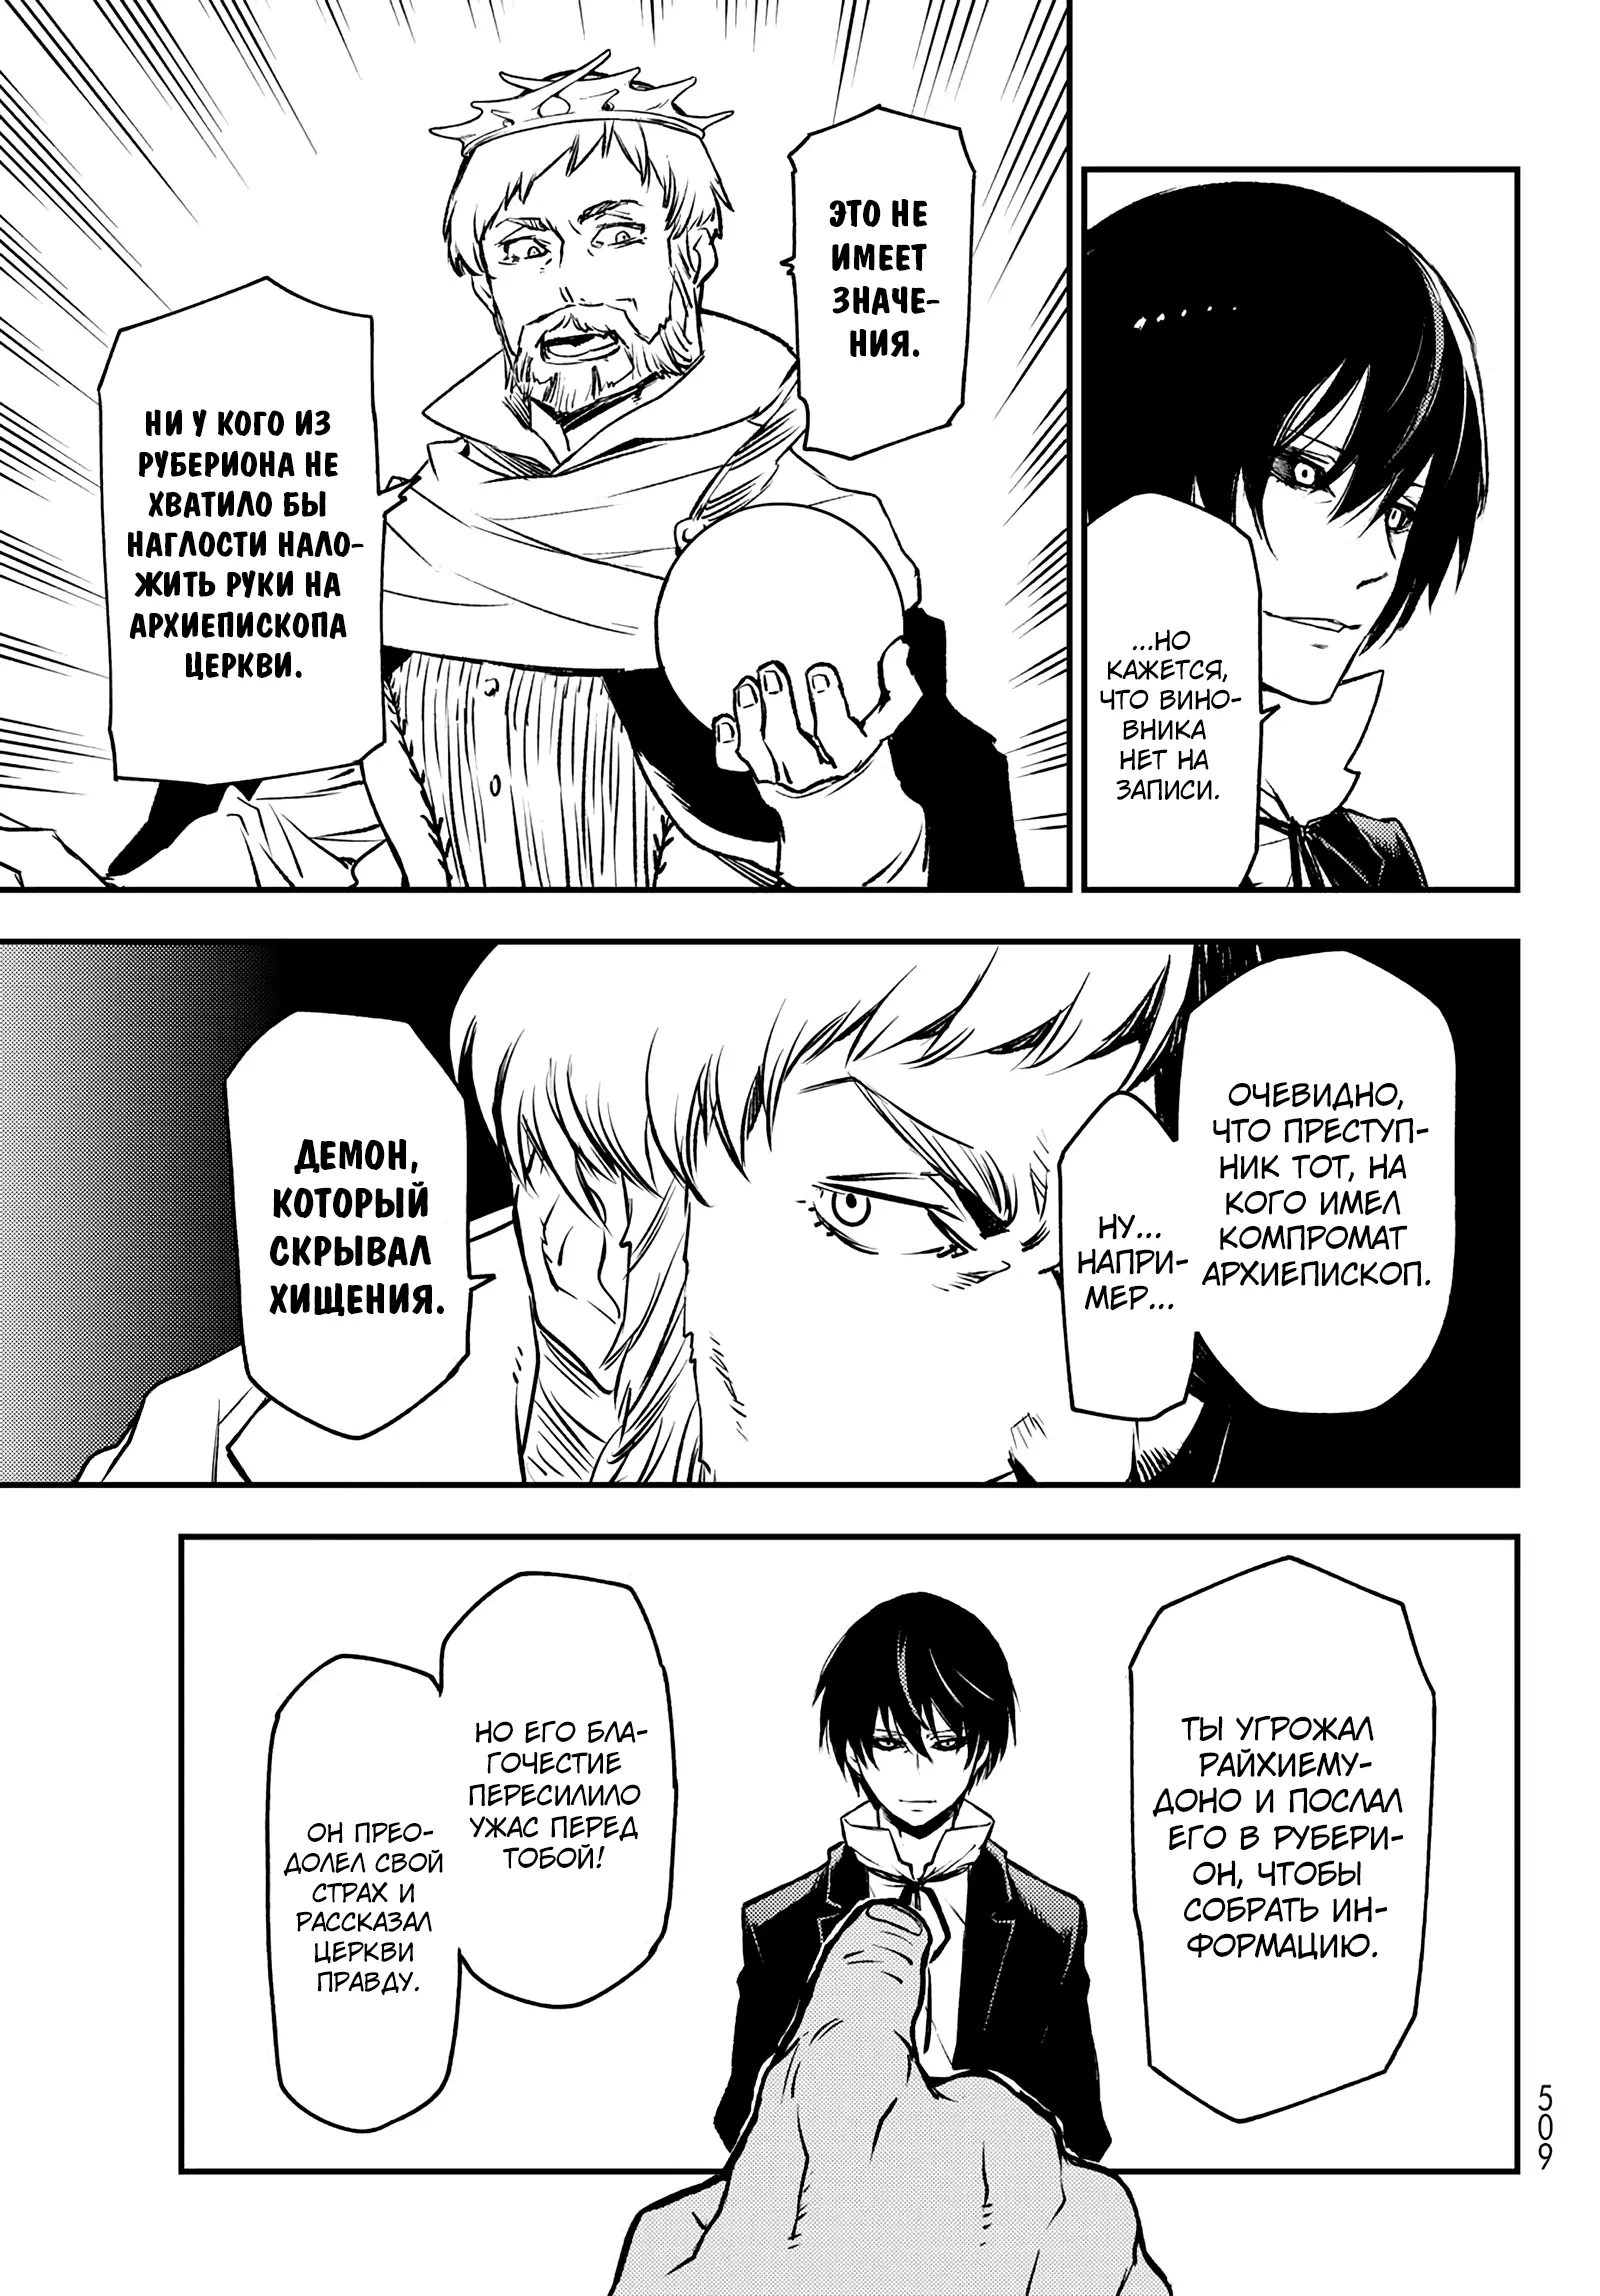 ...НО
КАЖЕТСЯ,
ЧТО ВИНО-
ВНИКА
НЕТ НА
ЗАПИСИ.
ЭТО НЕ
ИМЕЕТ
ЗНАЧЕ-
НИЯ.
НИ У КОГО ИЗ
РУБЕРИОНА НЕ
ХВАТИЛО БЫ
НАГЛОСТИ НАЛО-
ЖИТЬ РУКИ НА
АРХИЕПИСКОПА
ЦЕРКВИ.
ОЧЕВИДНО,
ЧТО ПРЕСТУП-
НИК ТОТ, НА
КОГО ИМЕЛ
КОМПРОМАТ
АРХИЕПИСКОП.
НУ...
НАПРИ-
МЕР...
ДЕМОН,
КОТОРЫЙ
СКРЫВАЛ
ХИЩЕНИЯ.
ТЫ УГРОЖАЛ
РАЙХИЕМУ-
ДОНО И ПОСЛАЛ
ЕГО В РУБЕРИ-
ОН, ЧТОБЫ
СОБРАТЬ ИН-
ФОРМАЦИЮ.
НО ЕГО БЛА-
ГОЧЕСТИЕ
ПЕРЕСИЛИЛО
УЖАС ПЕРЕД
ТОБОЙ!
ОН ПРЕО-
ДОЛЕЛ СВОЙ
СТРАХ И
РАССКАЗАЛ
ЦЕРКВИ
ПРАВДУ.
509